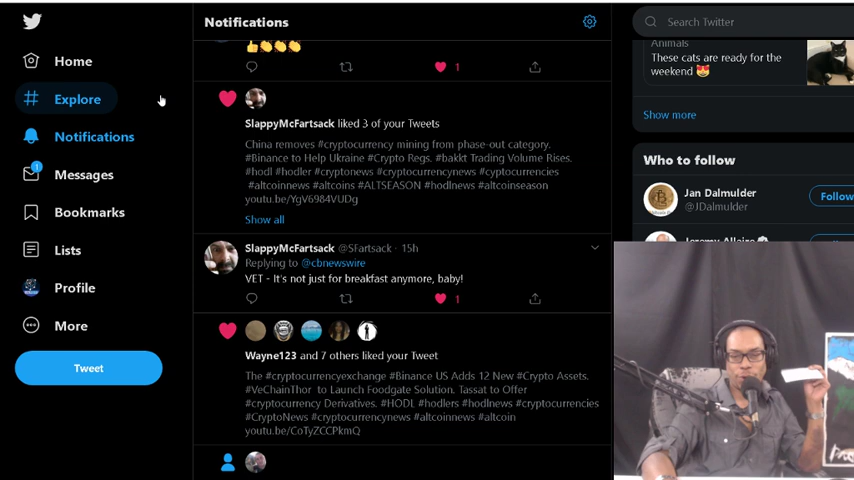 Notifications
Search Twitter
Home
Explore
Notifications
1
Messages
Bookmarks
Lists
Profile
More
Tweet
1
SlappyMcFartsack liked 3 of your Tweets
China removes #cryptocurrency mining from phase-out category.
#Binance to Help Ukraine #Crypto Regs. #bakkt Trading Volume Rises.
#hodl #hodler #cryptonews #cryptocurrencynews #cyptocurrencies
#altcoinnews #altcoins #ALTSEASON #hodlnews #altcoinseason
youtu.be/YgV6984VUDg
Show all
SlappyMcFartsack @SFartsack · 15h
Replying to @cbnewswire
VET - It's not just for breakfast anymore, baby!
1
Wayne123 and 7 others liked your Tweet
The #cryptocurrencyexchange #Binance US Adds 12 New #Crypto Assets.
#VeChainThor to Launch Foodgate Solution. Tassat to Offer
#cryptocurrency Derivatives. #HODL #hodlers #hodlnews #cryptocurrencies
#CryptoNews #cryptocurrencynews #altcoinnews #altcoin
youtu.be/CoTyZCCPkmQ
Animals
These cats are ready for the
weekend 😻
Show more
Who to follow
Jan Dalmulder
@JDalmulder
Follow
Jeremy Allaire